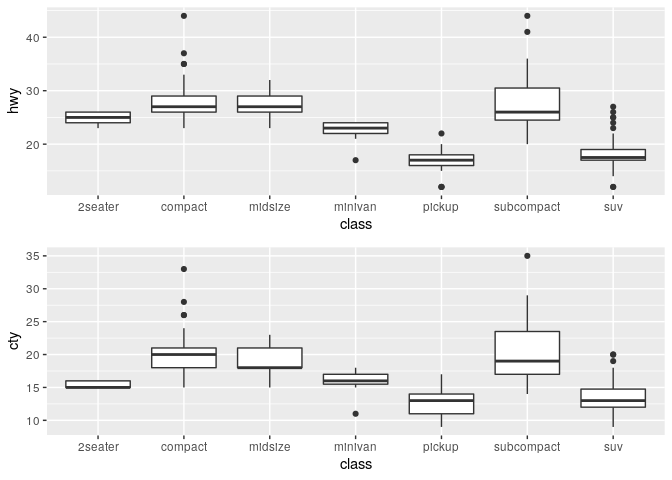 40
30
20
hwy
2seater compact midsize minivan pickup subcompact suv
class
35
30
25
20
15
10
cty
2seater compact midsize minivan pickup subcompact suv
class